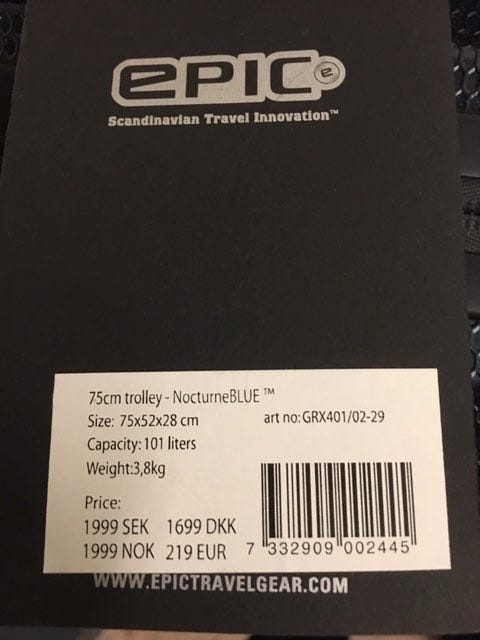 ePIC e
Scandinavian Travel Innovation™
75cm trolley - NocturneBLUE ™
Size: 75x52x28 cm art no:GRX401/02-29
Capacity: 101 liters
Weight:3,8kg
Price:
1999 SEK 1699 DKK
1999 NOK 219 EUR
7 332909 002445
WWW.EPICTRAVELGEAR.COM